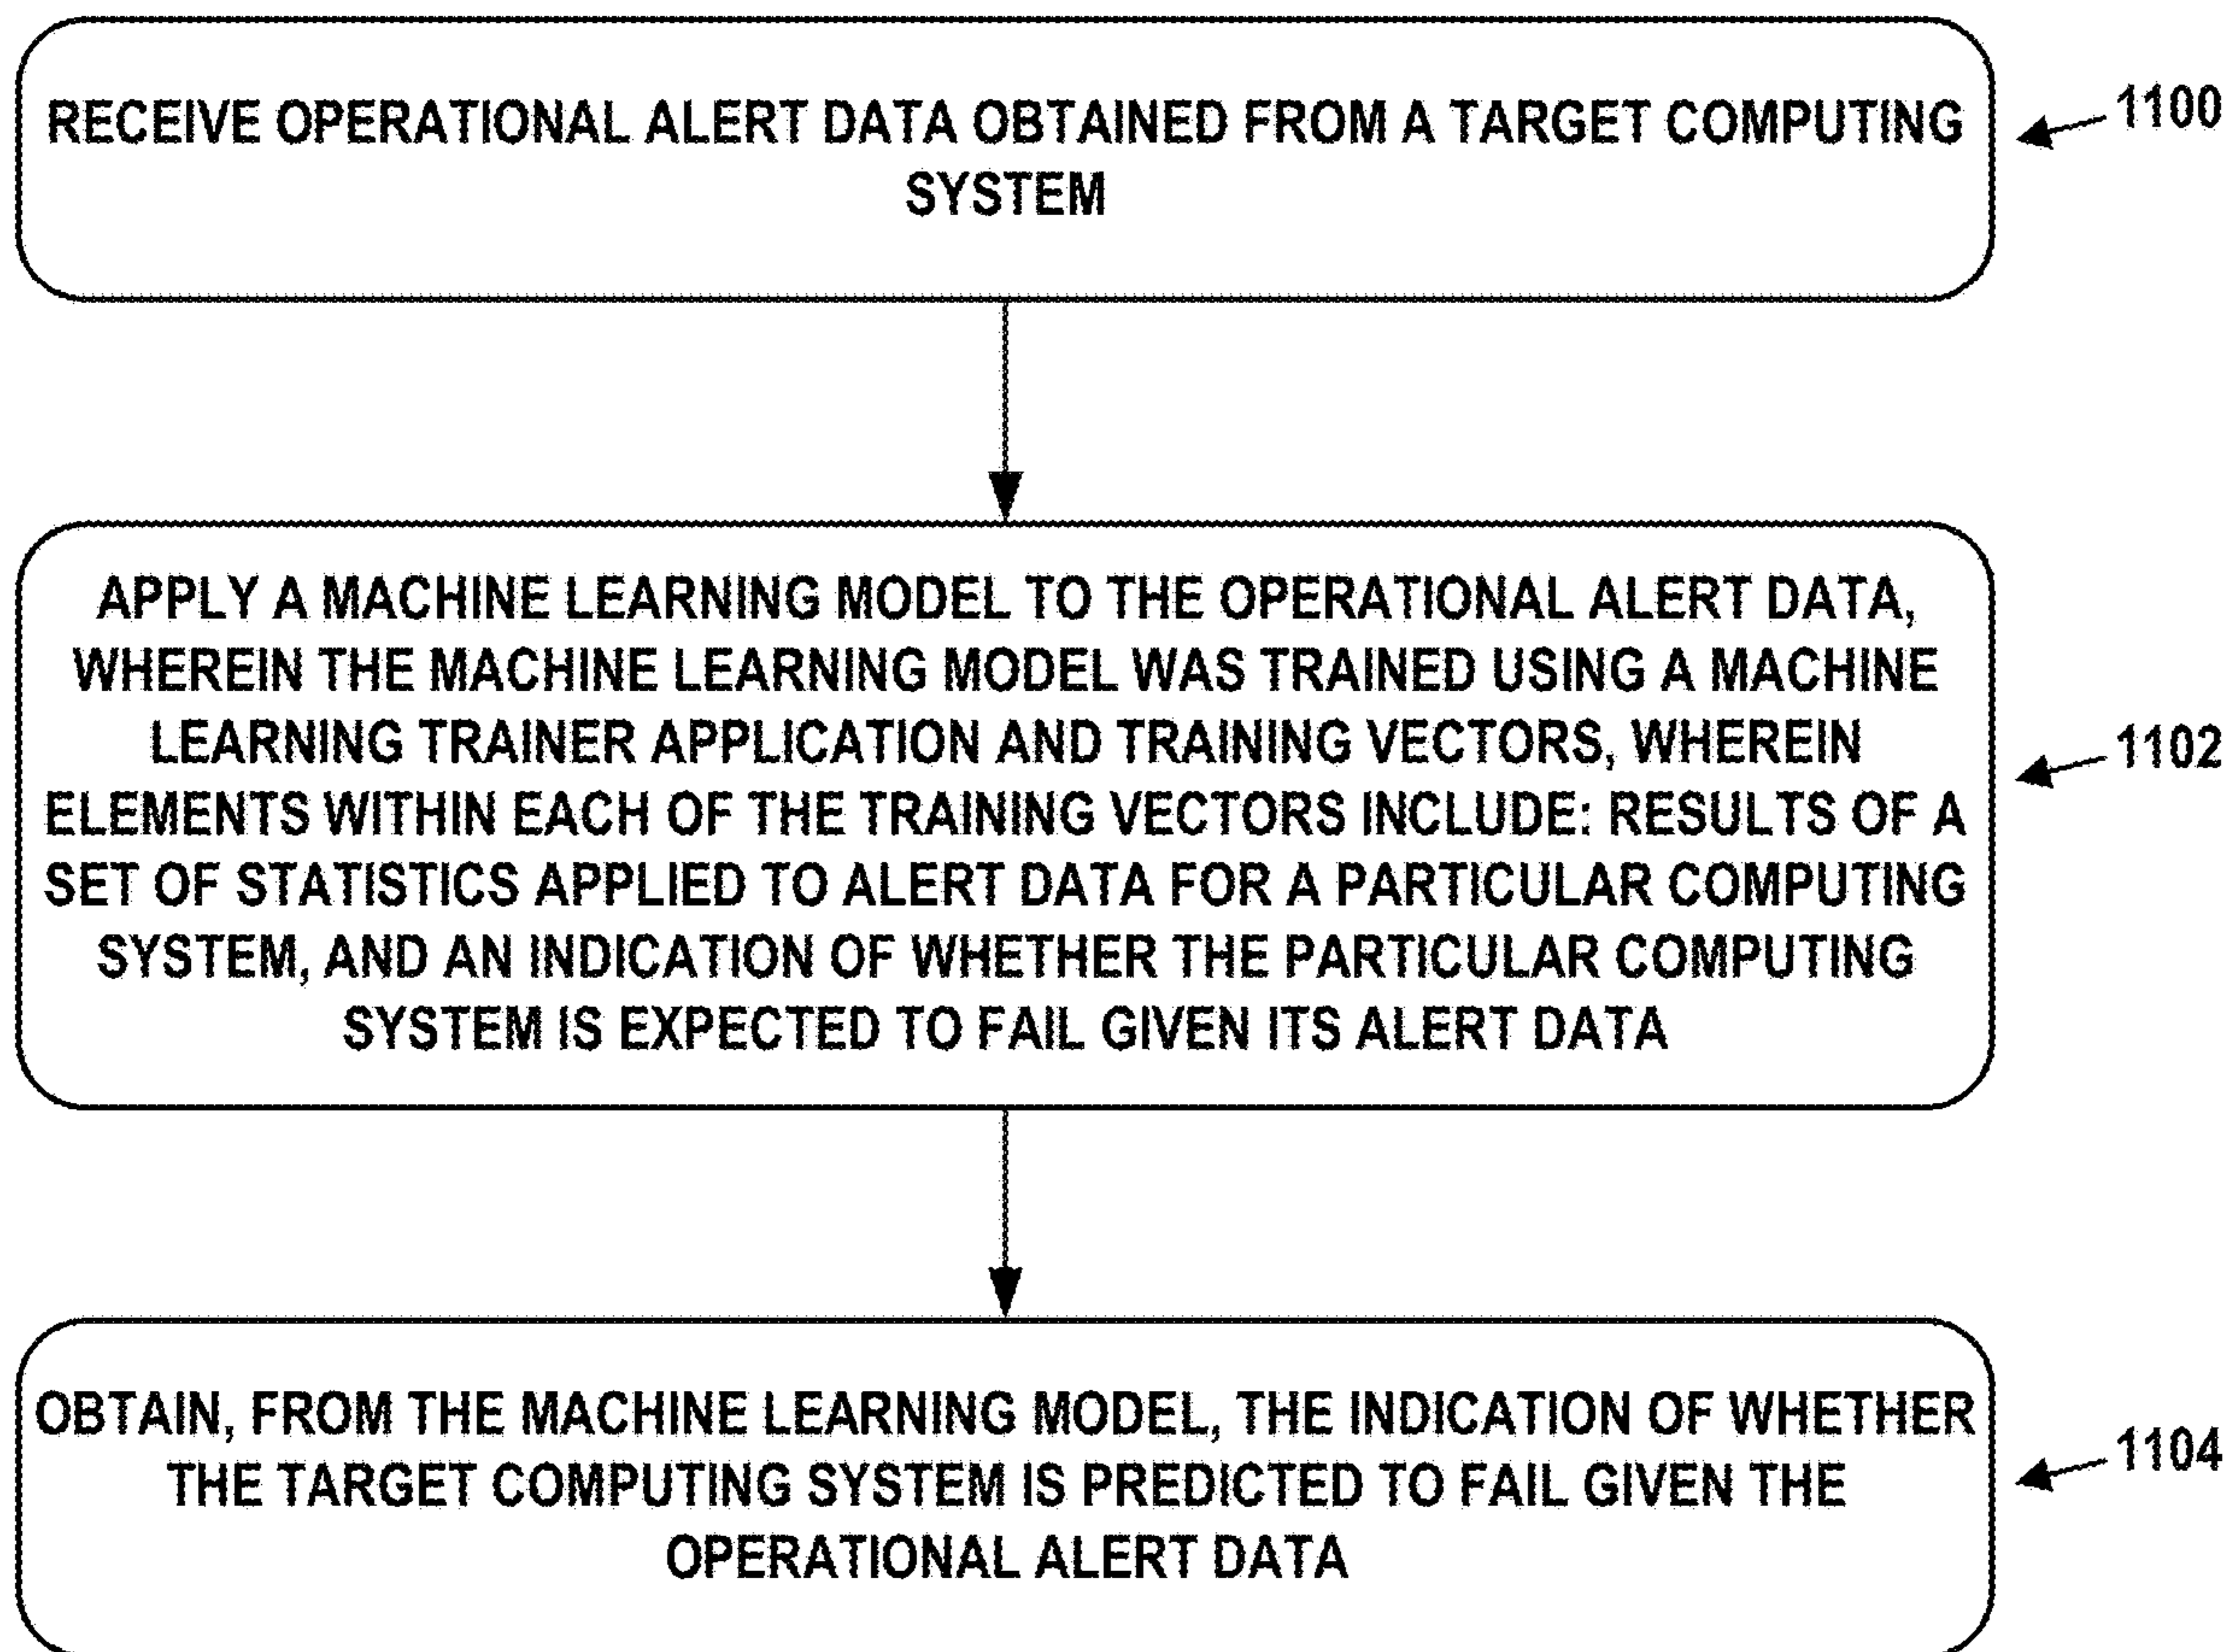 RECEIVE OPERATIONAL ALERT DATA OBTAINED FROM A TARGET COMPUTING
SYSTEM
1100
APPLY A MACHINE LEARNING MODEL TO THE OPERATIONAL ALERT DATA,
WHEREIN THE MACHINE LEARNING MODEL WAS TRAINED USING A MACHINE
LEARNING TRAINER APPLICATION AND TRAINING VECTORS, WHEREIN
ELEMENTS WITHIN EACH OF THE TRAINING VECTORS INCLUDE: RESULTS OF A
SET OF STATISTICS APPLIED TO ALERT DATA FOR A PARTICULAR COMPUTING
SYSTEM, AND AN INDICATION OF WHETHER THE PARTICULAR COMPUTING
SYSTEM IS EXPECTED TO FAIL GIVEN ITS ALERT DATA
1102
OBTAIN, FROM THE MACHINE LEARNING MODEL, THE INDICATION OF WHETHER
THE TARGET COMPUTING SYSTEM IS PREDICTED TO FAIL GIVEN THE
OPERATIONAL ALERT DATA
1104